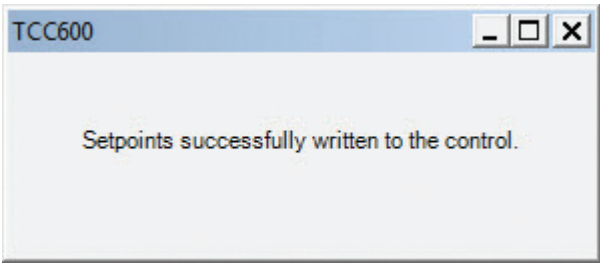 TCC600
Setpoints successfully written to the control.